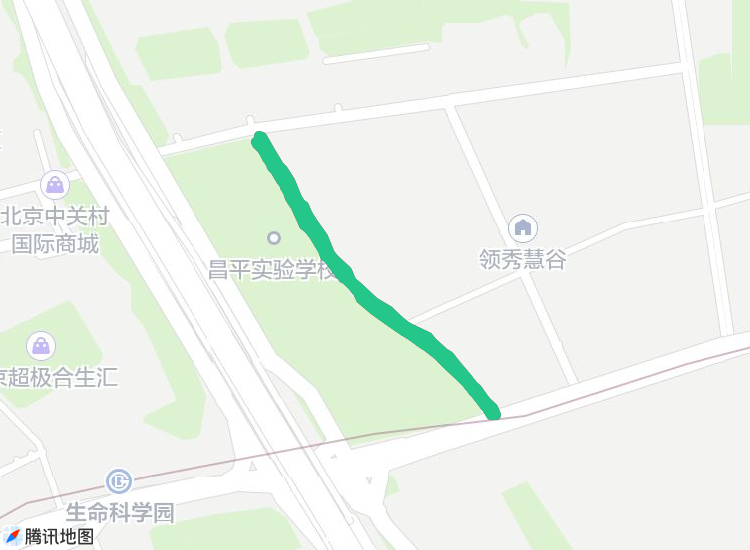 北京中关村
国际商城
昌平实验学校
领秀慧谷
京超极合生汇
生命科学园
腾讯地图